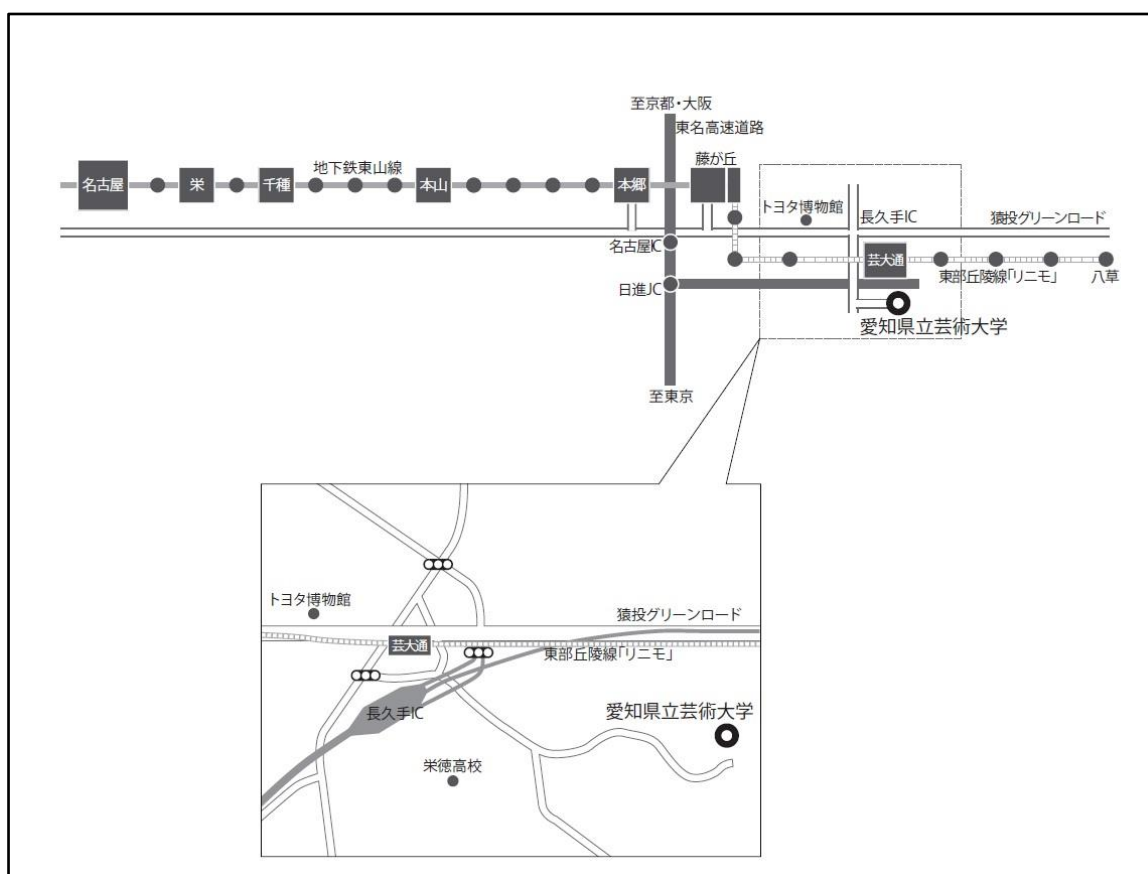 至京都・大阪
東名高速道路
藤が丘
地下鉄東山線
名古屋
栄
千種
本山
本郷
トヨタ博物館
長久手IC
猿投グリーンロード
名古屋IC
芸大通
東部丘陵線「リニモ」
八草
日進JC
愛知県立芸術大学
至東京
トヨタ博物館
猿投グリーンロード
芸大通
東部丘陵線「リニモ」
長久手IC
愛知県立芸術大学
栄徳高校